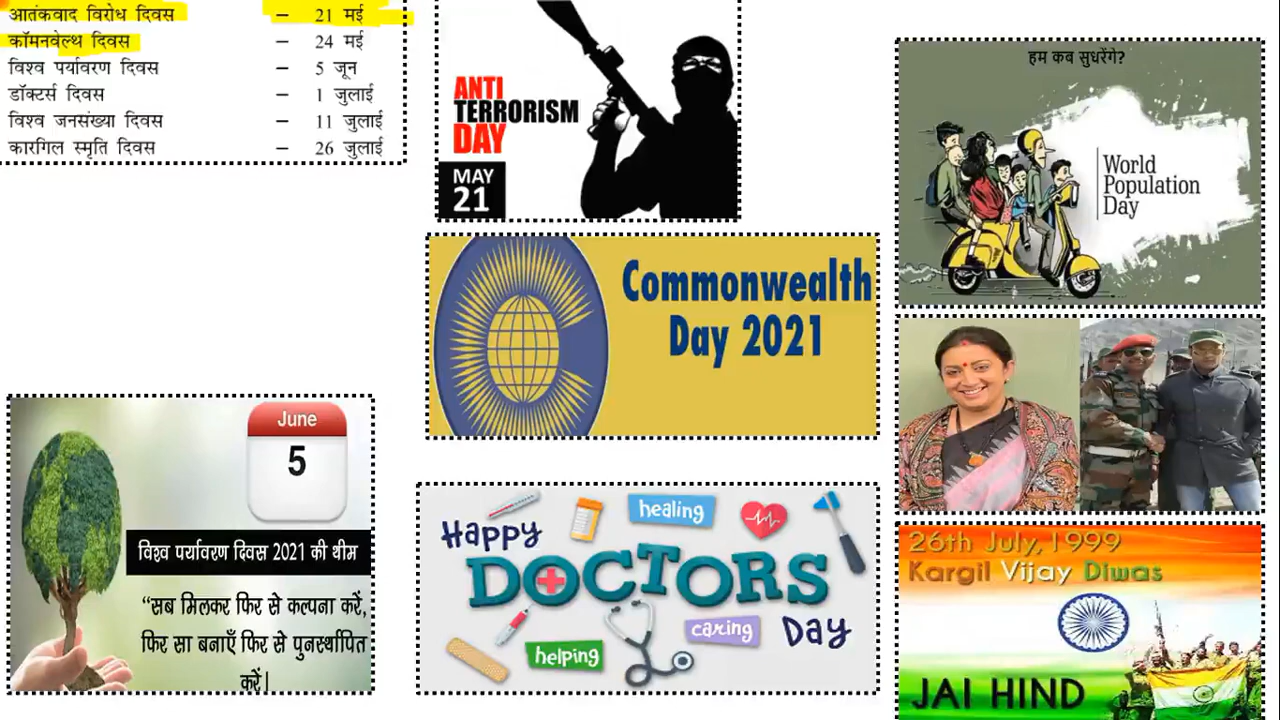 आतंकवाद विरोध दिवस – 21 मई
कॉमनवेल्थ दिवस – 24 मई
विश्व पर्यावरण दिवस – 5 जून
डॉक्टर्स दिवस – 1 जुलाई
विश्व जनसंख्या दिवस – 11 जुलाई
कारगिल स्मृति दिवस – 26 जुलाई
ANTI
TERRORISM
DAY
MAY
21
हम कब सुधरेंगे?
World
Population
Day
Commonwealth
Day 2021
June
5
विश्व पर्यावरण दिवस 2021 की थीम
“सब मिलकर फिर से कल्पना करें,
फिर सा बनाएँ फिर से पुनर्स्थापित
करें|
Happy
healing
DOCTORS
caring
Day
helping
26th July,1999
Kargil Vijay Diwas
JAI HIND